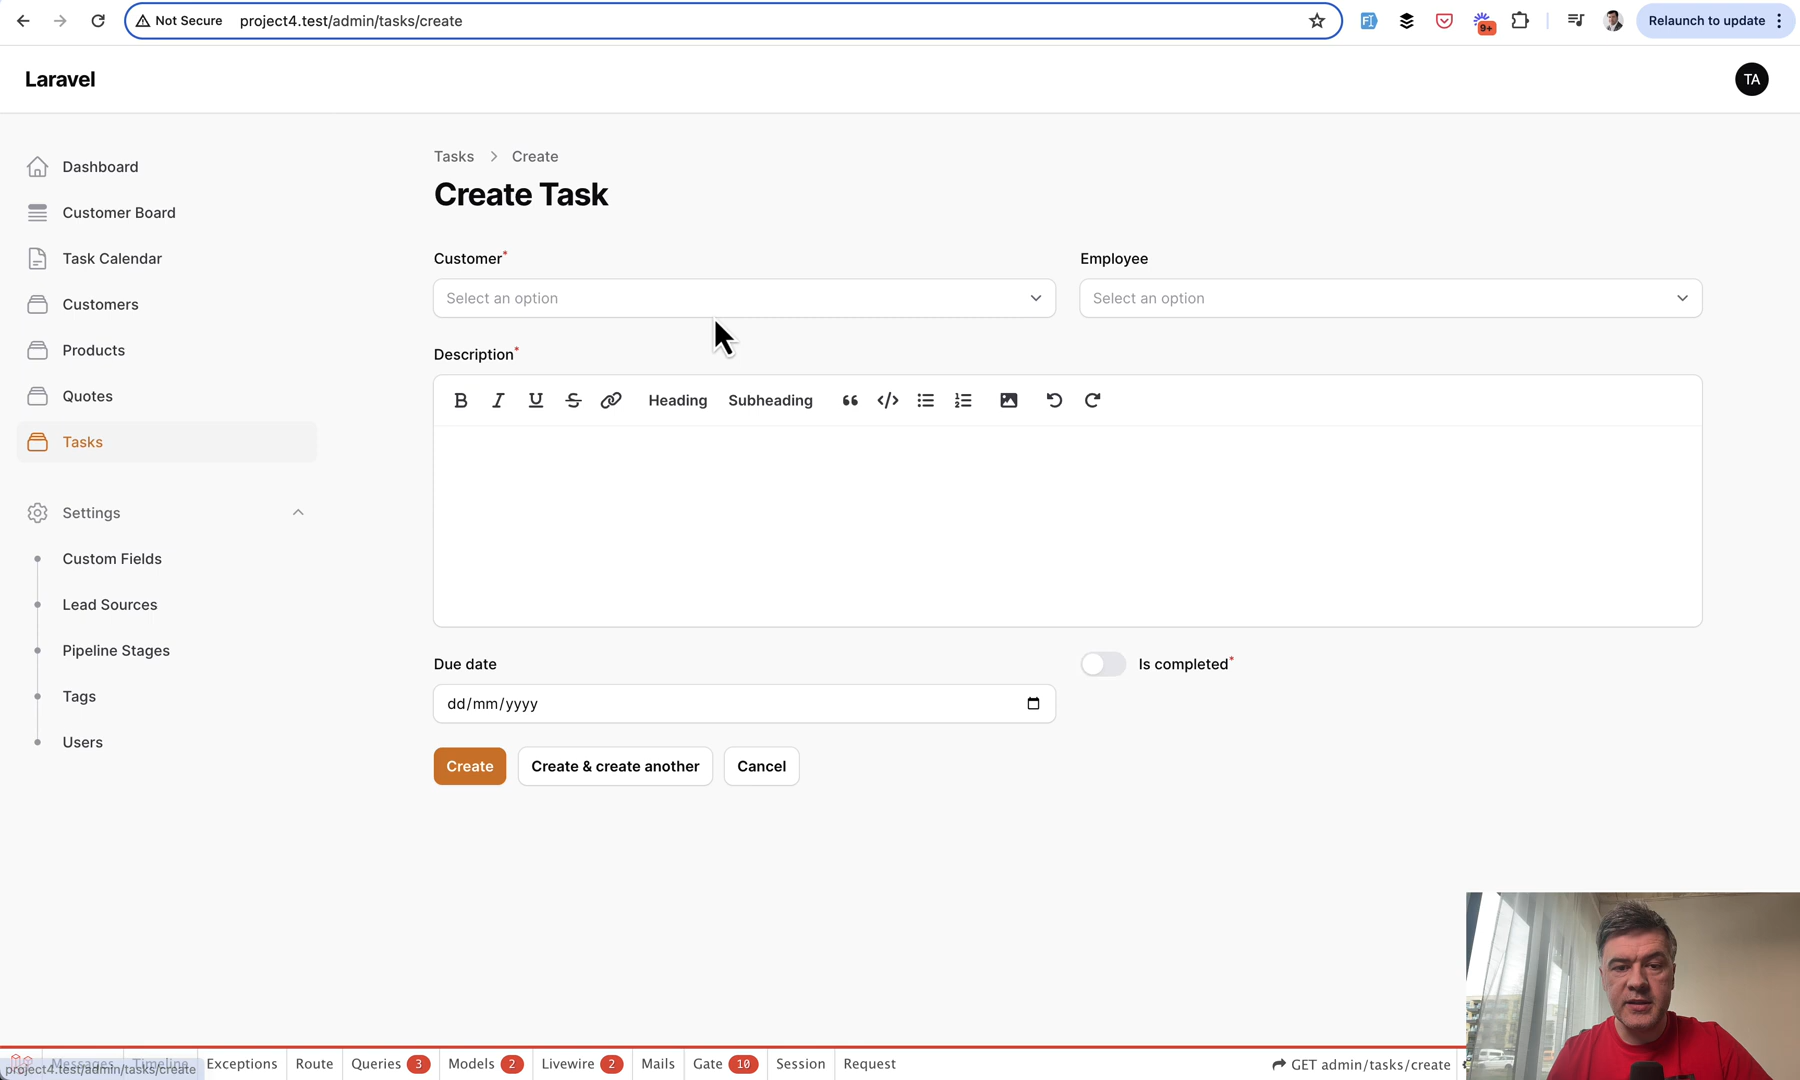 Not Secure project4.test/admin/tasks/create
9+
Relaunch to update
Laravel
TA
Dashboard
Customer Board
Task Calendar
Customers
Products
Quotes
Tasks
Settings
Custom Fields
Lead Sources
Pipeline Stages
Tags
Users
Tasks > Create
Create Task
Customer*
Select an option
Employee
Select an option
Description*
B I U S Heading Subheading
Due date
dd/mm/yyyy
Is completed*
Create
Create & create another
Cancel
Messages Timeline Exceptions Route Queries 3 Models 2 Livewire 2 Mails Gate 10 Session Request GET admin/tasks/create
project4.test/admin/tasks/create